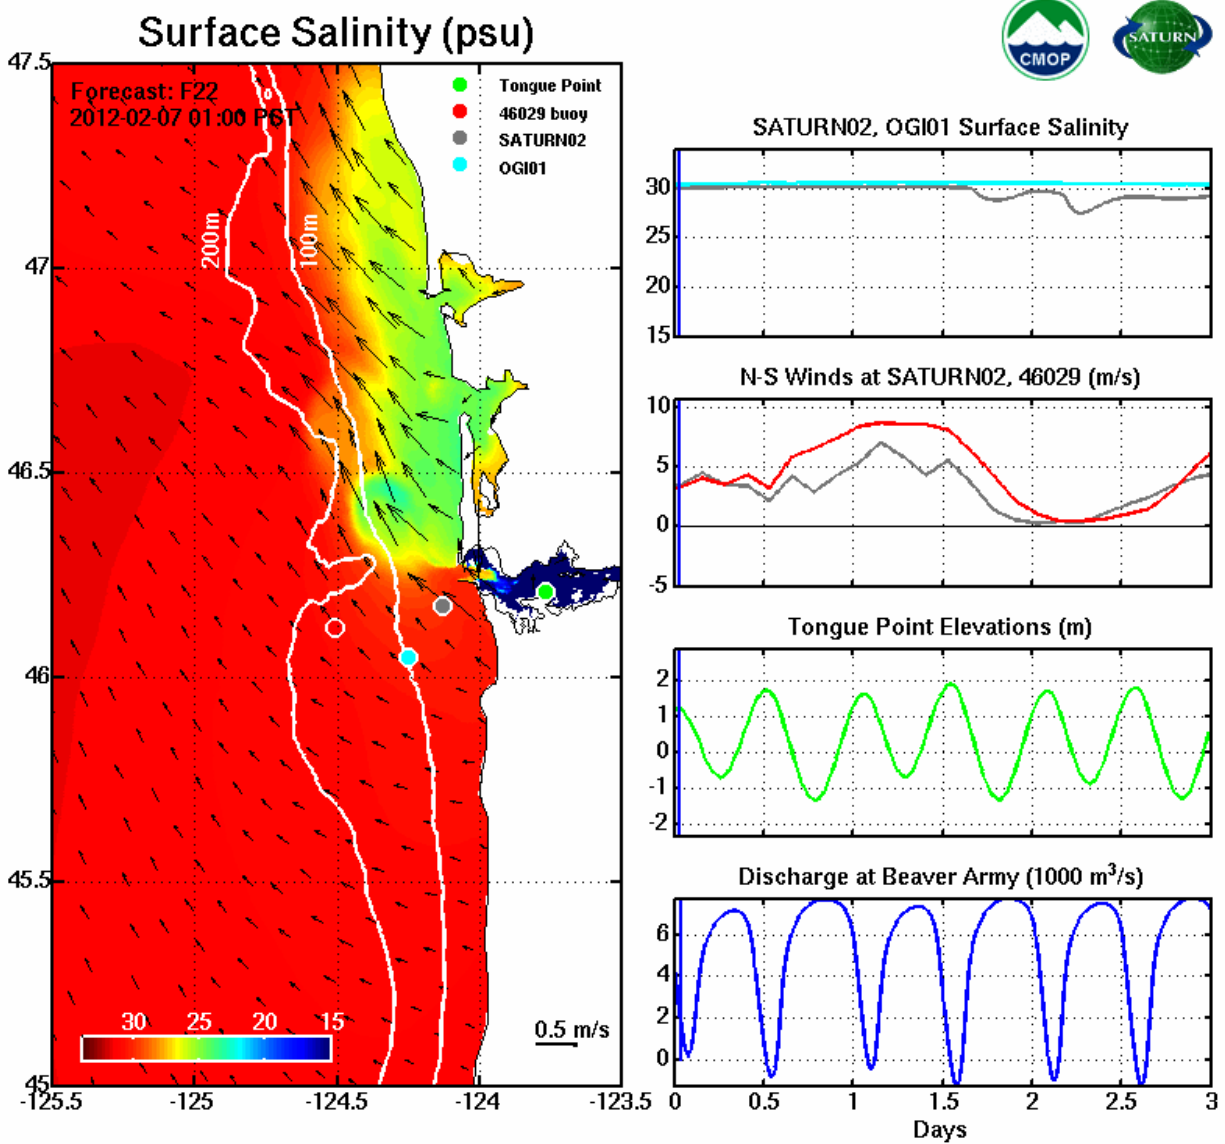 Surface Salinity (psu)
CMOP
SATURN
47.5
47
46.5
46
45.5
45
Forecast: F22
2012-02-07 01:00 PST
Tongue Point
46029 buoy
SATURN02
OGI01
200m
100m
30 25 20 15
0.5 m/s
-125.5 -125 -124.5 -124 -123.5
SATURN02, OGI01 Surface Salinity
30
25
20
15
N-S Winds at SATURN02, 46029 (m/s)
10
5
0
-5
Tongue Point Elevations (m)
2
1
0
-1
-2
Discharge at Beaver Army (1000 m³/s)
6
4
2
0
0 0.5 1 1.5 2 2.5 3
Days